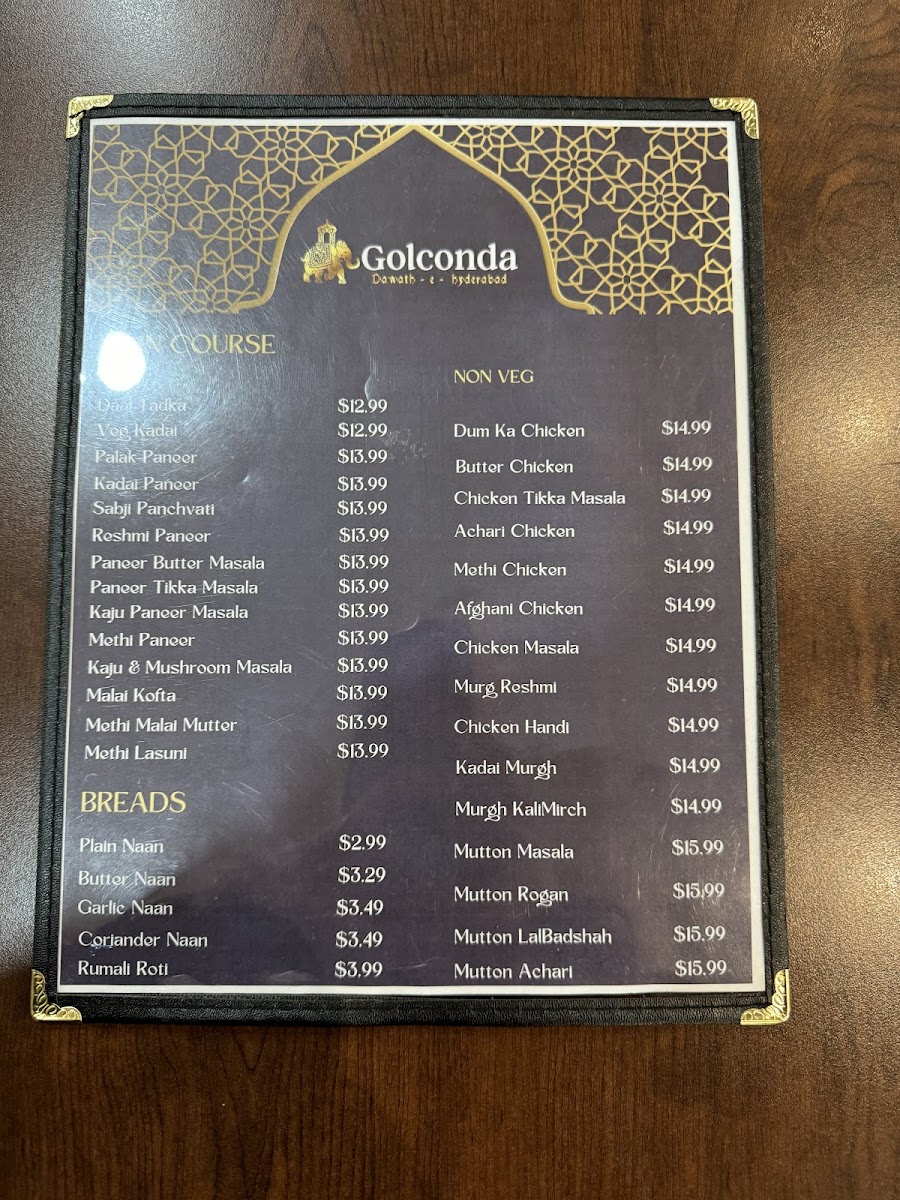 Golconda
Dawath - e - hyderabad
COURSE
Daal Tadka $12.99
Veg Kadai $12.99
Palak Paneer $13.99
Kadai Paneer $13.99
Sabji Panchvati $13.99
Reshmi Paneer $13.99
Paneer Butter Masala $13.99
Paneer Tikka Masala $13.99
Kaju Paneer Masala $13.99
Methi Paneer $13.99
Kaju & Mushroom Masala $13.99
Malai Kofta $13.99
Methi Malai Mutter $13.99
Methi Lasuni $13.99
BREADS
Plain Naan $2.99
Butter Naan $3.29
Garlic Naan $3.49
Coriander Naan $3.49
Rumali Roti $3.99
NON VEG
Dum Ka Chicken $14.99
Butter Chicken $14.99
Chicken Tikka Masala $14.99
Achari Chicken $14.99
Methi Chicken $14.99
Afghani Chicken $14.99
Chicken Masala $14.99
Murg Reshmi $14.99
Chicken Handi $14.99
Kadai Murgh $14.99
Murgh KaliMirch $14.99
Mutton Masala $15.99
Mutton Rogan $15.99
Mutton LalBadshah $15.99
Mutton Achari $15.99